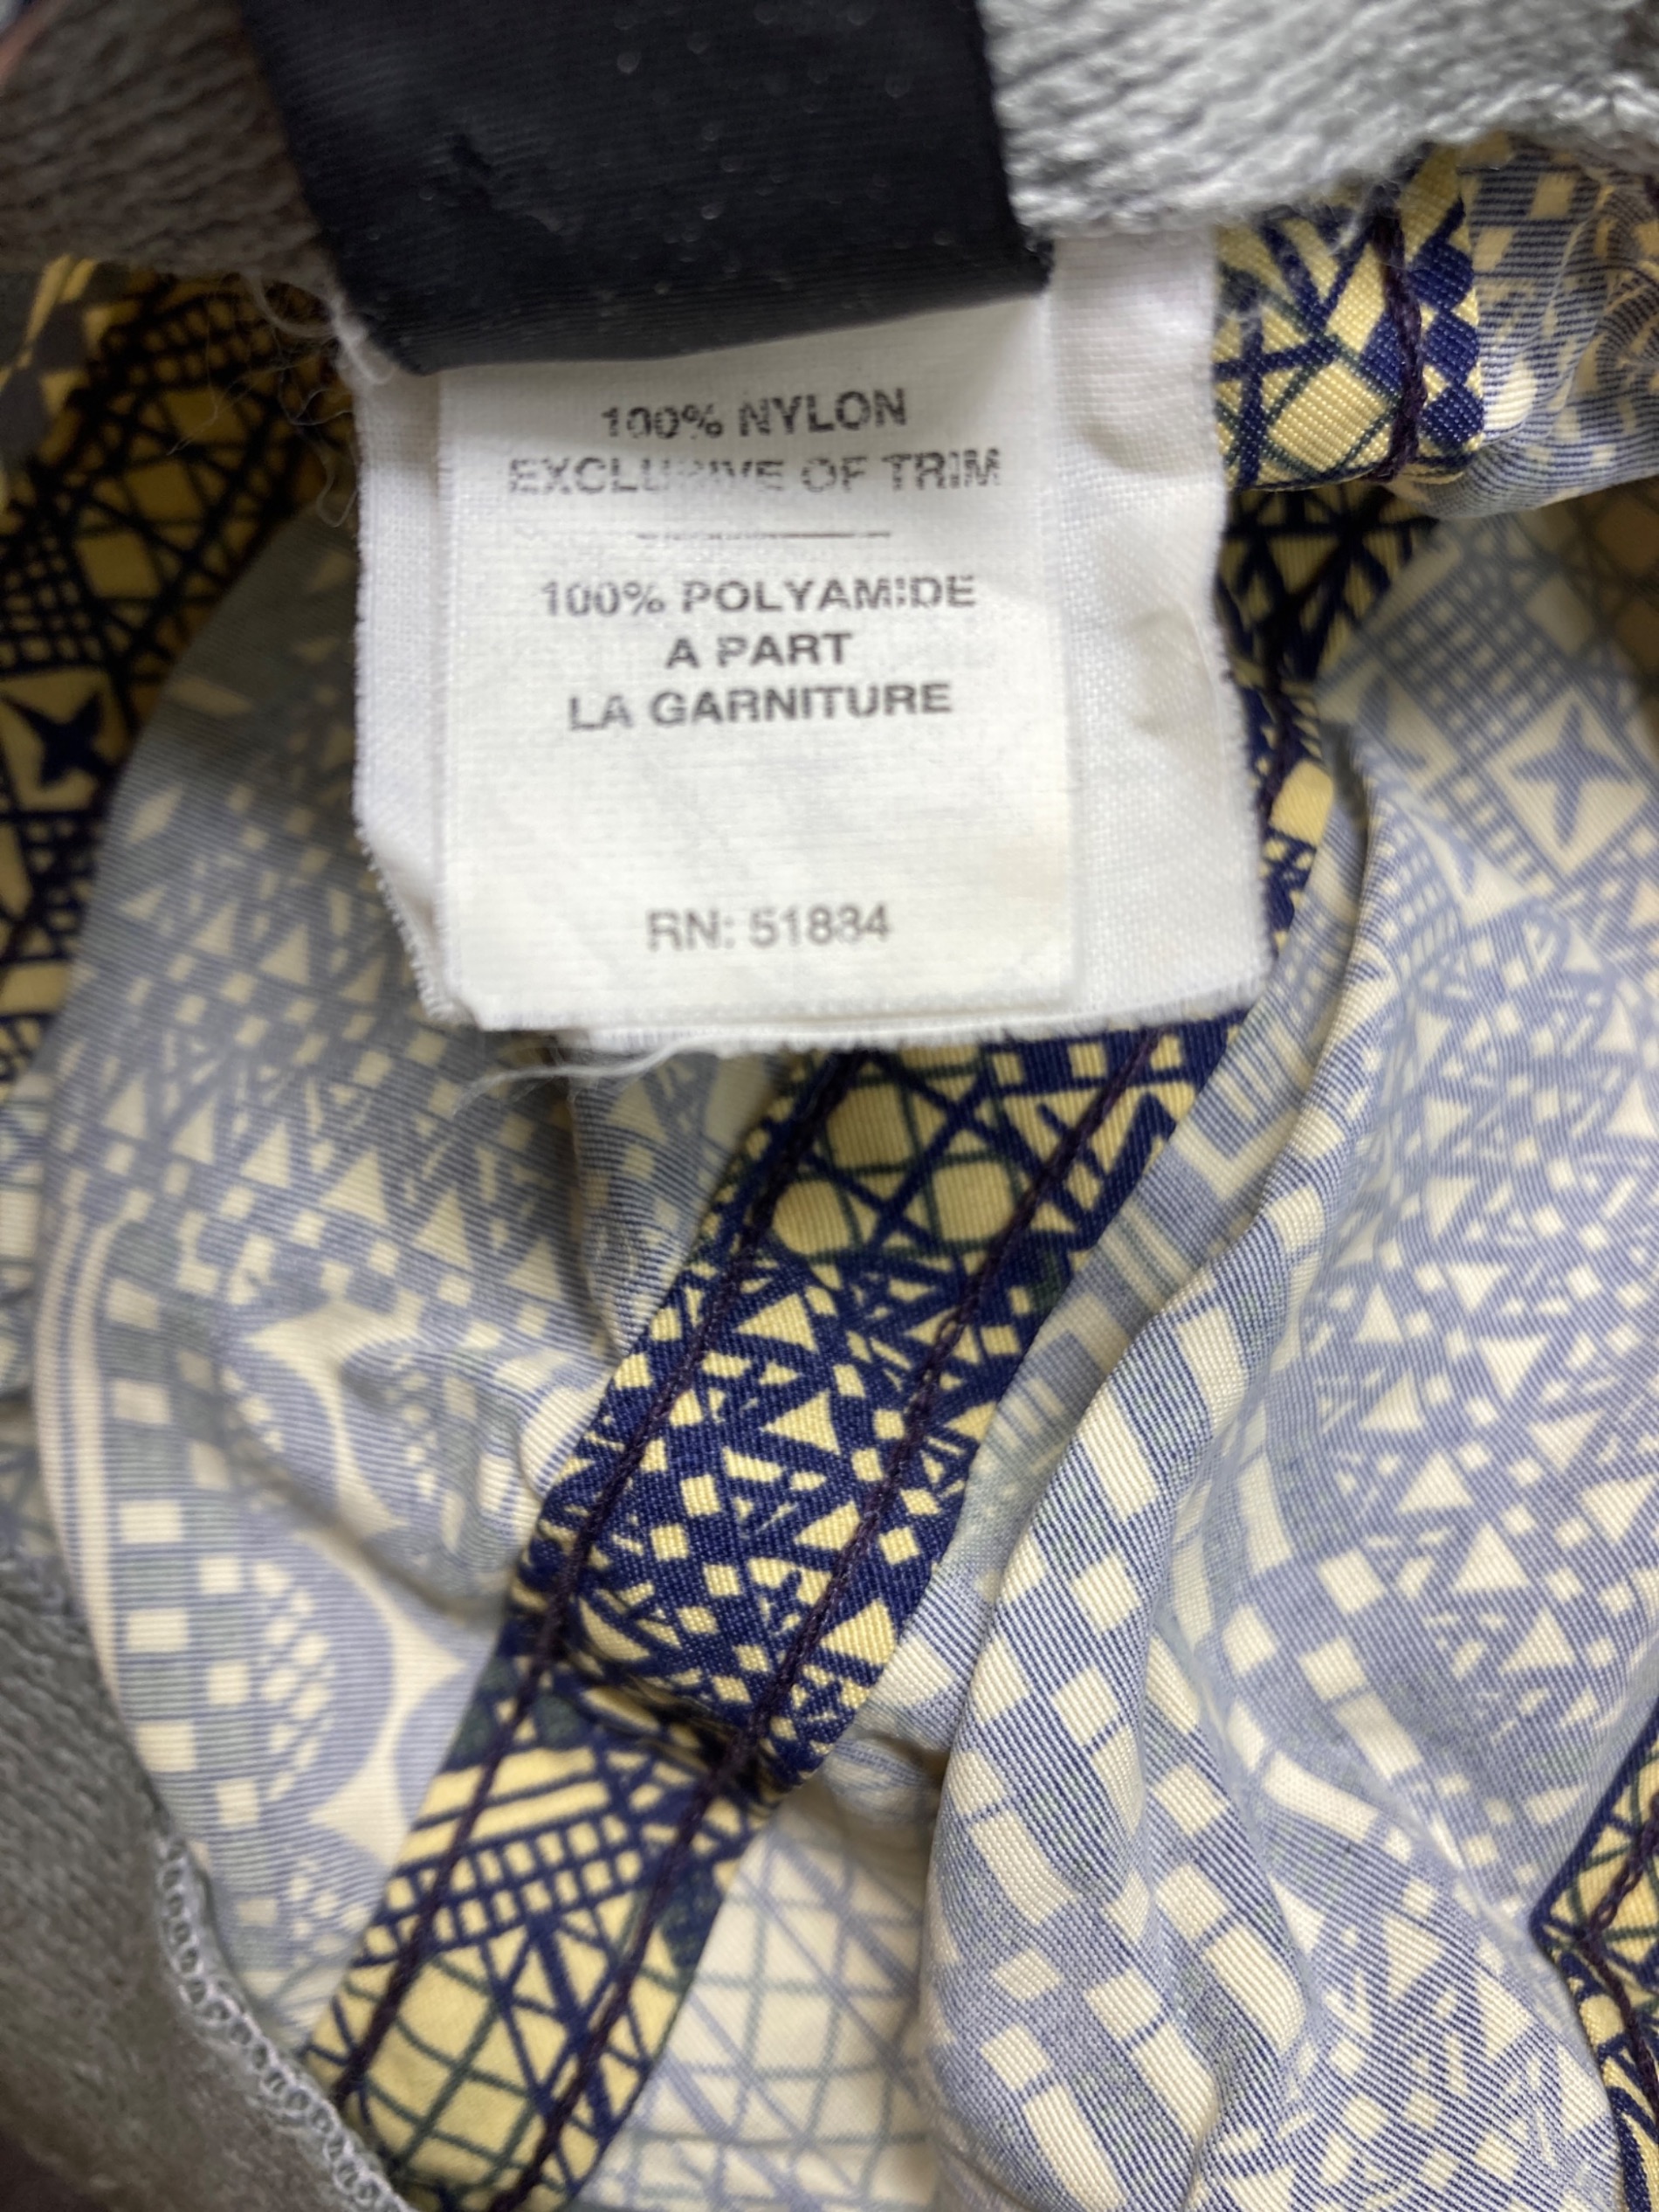 100% NYLON
EXCLUSIVE OF TRIM
100% POLYAMIDE
A PART
LA GARNITURE
RN: 51884